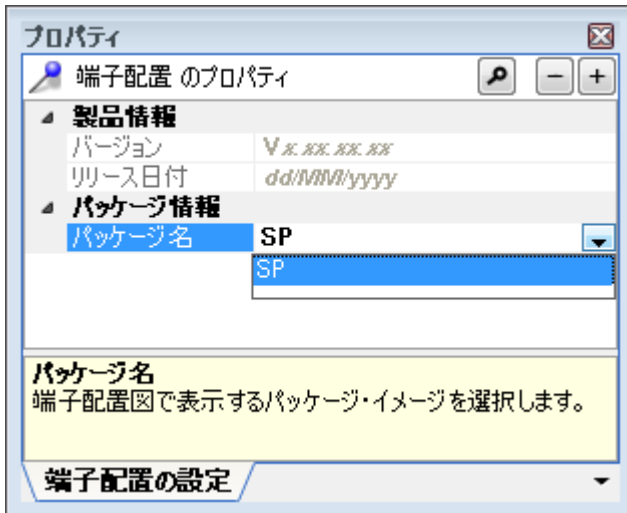 プロパティ
端子配置 のプロパティ
製品情報
バージョン Vx.xx.xx.xx
リリース日付 dd/MMM/yyyy
パッケージ情報
パッケージ名 SP
SP
パッケージ名
端子配置図で表示するパッケージ・イメージを選択します。
端子配置の設定